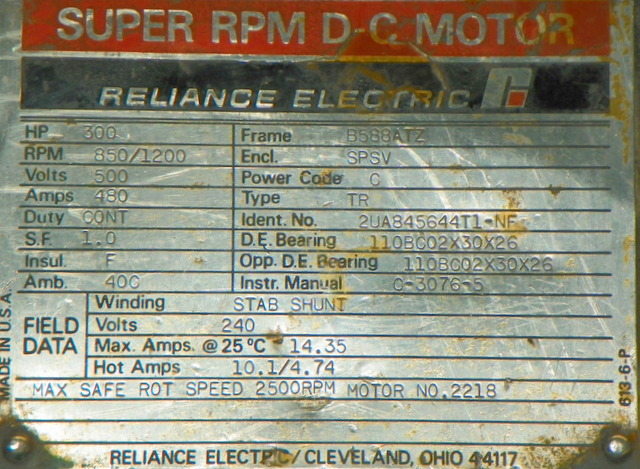 SUPER RPM D-C MOTOR
RELIANCE ELECTRIC
HP 300 Frame B588ATZ
RPM 850/1200 Encl. SPSV
Volts 500 Power Code C
Amps 480 Type TR
Duty CONT Ident. No. 2UA845644T1-NF
S.F. 1.0 D.E. Bearing 110BC02X30X26
Insul. F Opp. D.E. Bearing 110BC02X30X26
Amb. 40C Instr. Manual C-3076-5
FIELD DATA
Winding STAB SHUNT
Volts 240
Max. Amps. @ 25°C 14.35
Hot Amps 10.1/4.74
MAX SAFE ROT SPEED 2500RPM MOTOR NO.2218
RELIANCE ELECTRIC / CLEVELAND, OHIO 44117
MADE IN U.S.A.
613-6-P